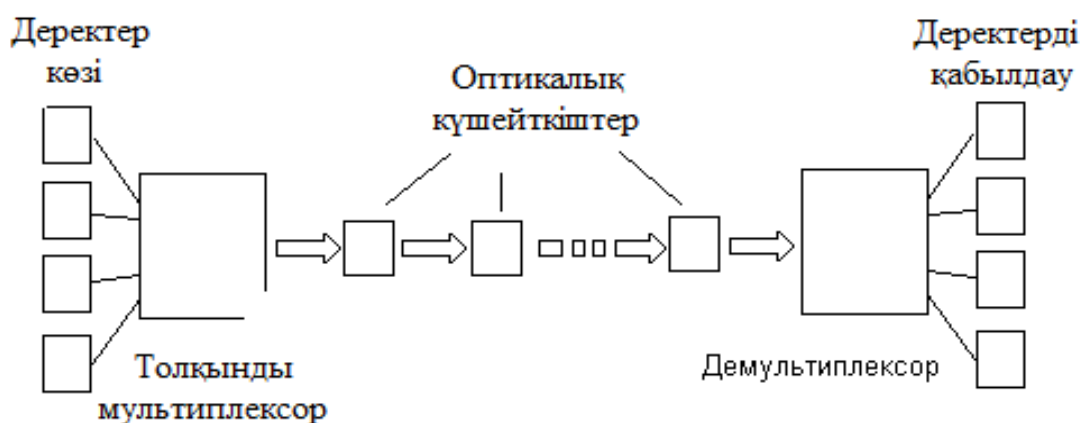 Деректер
көзі
Оптикалық
күшейткіштер
Деректерді
қабылдау
Толқынды
мультиплексор
Демультиплексор